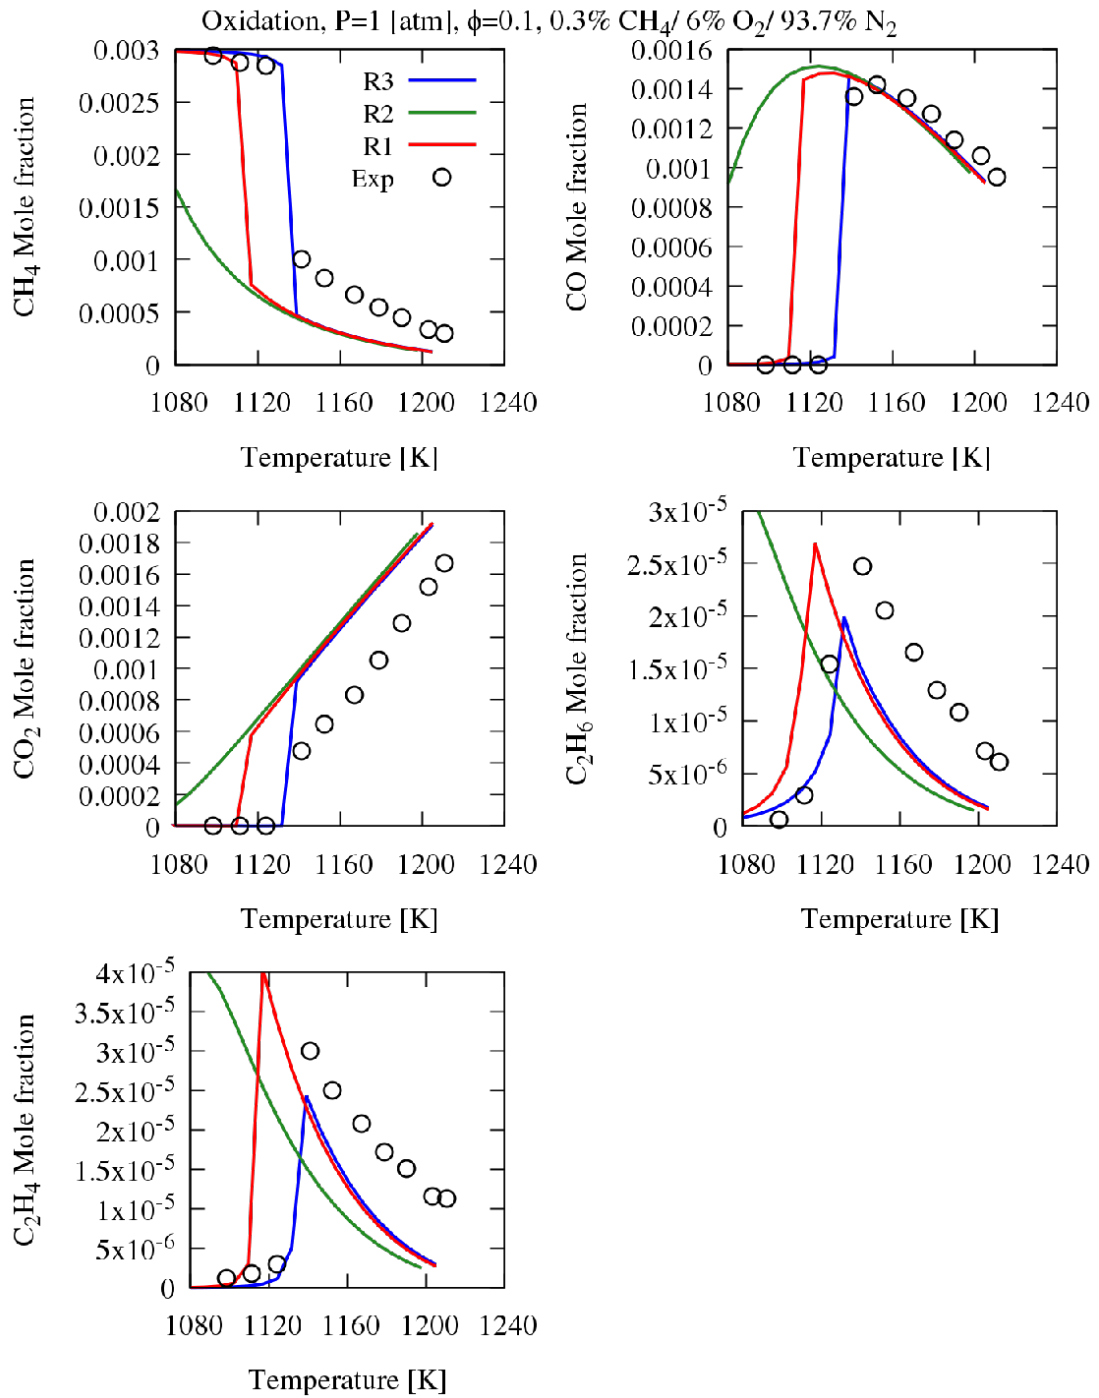 Oxidation, P=1 [atm], ϕ=0.1, 0.3% CH₄/ 6% O₂/ 93.7% N₂
CH₄ Mole fraction
0.003
0.0025
0.002
0.0015
0.001
0.0005
0
1080 1120 1160 1200 1240
Temperature [K]
R3
R2
R1
Exp
CO Mole fraction
0.0016
0.0014
0.0012
0.001
0.0008
0.0006
0.0004
0.0002
0
1080 1120 1160 1200 1240
Temperature [K]
CO₂ Mole fraction
0.002
0.0018
0.0016
0.0014
0.0012
0.001
0.0008
0.0006
0.0004
0.0002
0
1080 1120 1160 1200 1240
Temperature [K]
C₂H₆ Mole fraction
3x10⁻⁵
2.5x10⁻⁵
2x10⁻⁵
1.5x10⁻⁵
1x10⁻⁵
5x10⁻⁶
0
1080 1120 1160 1200 1240
Temperature [K]
C₂H₄ Mole fraction
4x10⁻⁵
3.5x10⁻⁵
3x10⁻⁵
2.5x10⁻⁵
2x10⁻⁵
1.5x10⁻⁵
1x10⁻⁵
5x10⁻⁶
0
1080 1120 1160 1200 1240
Temperature [K]